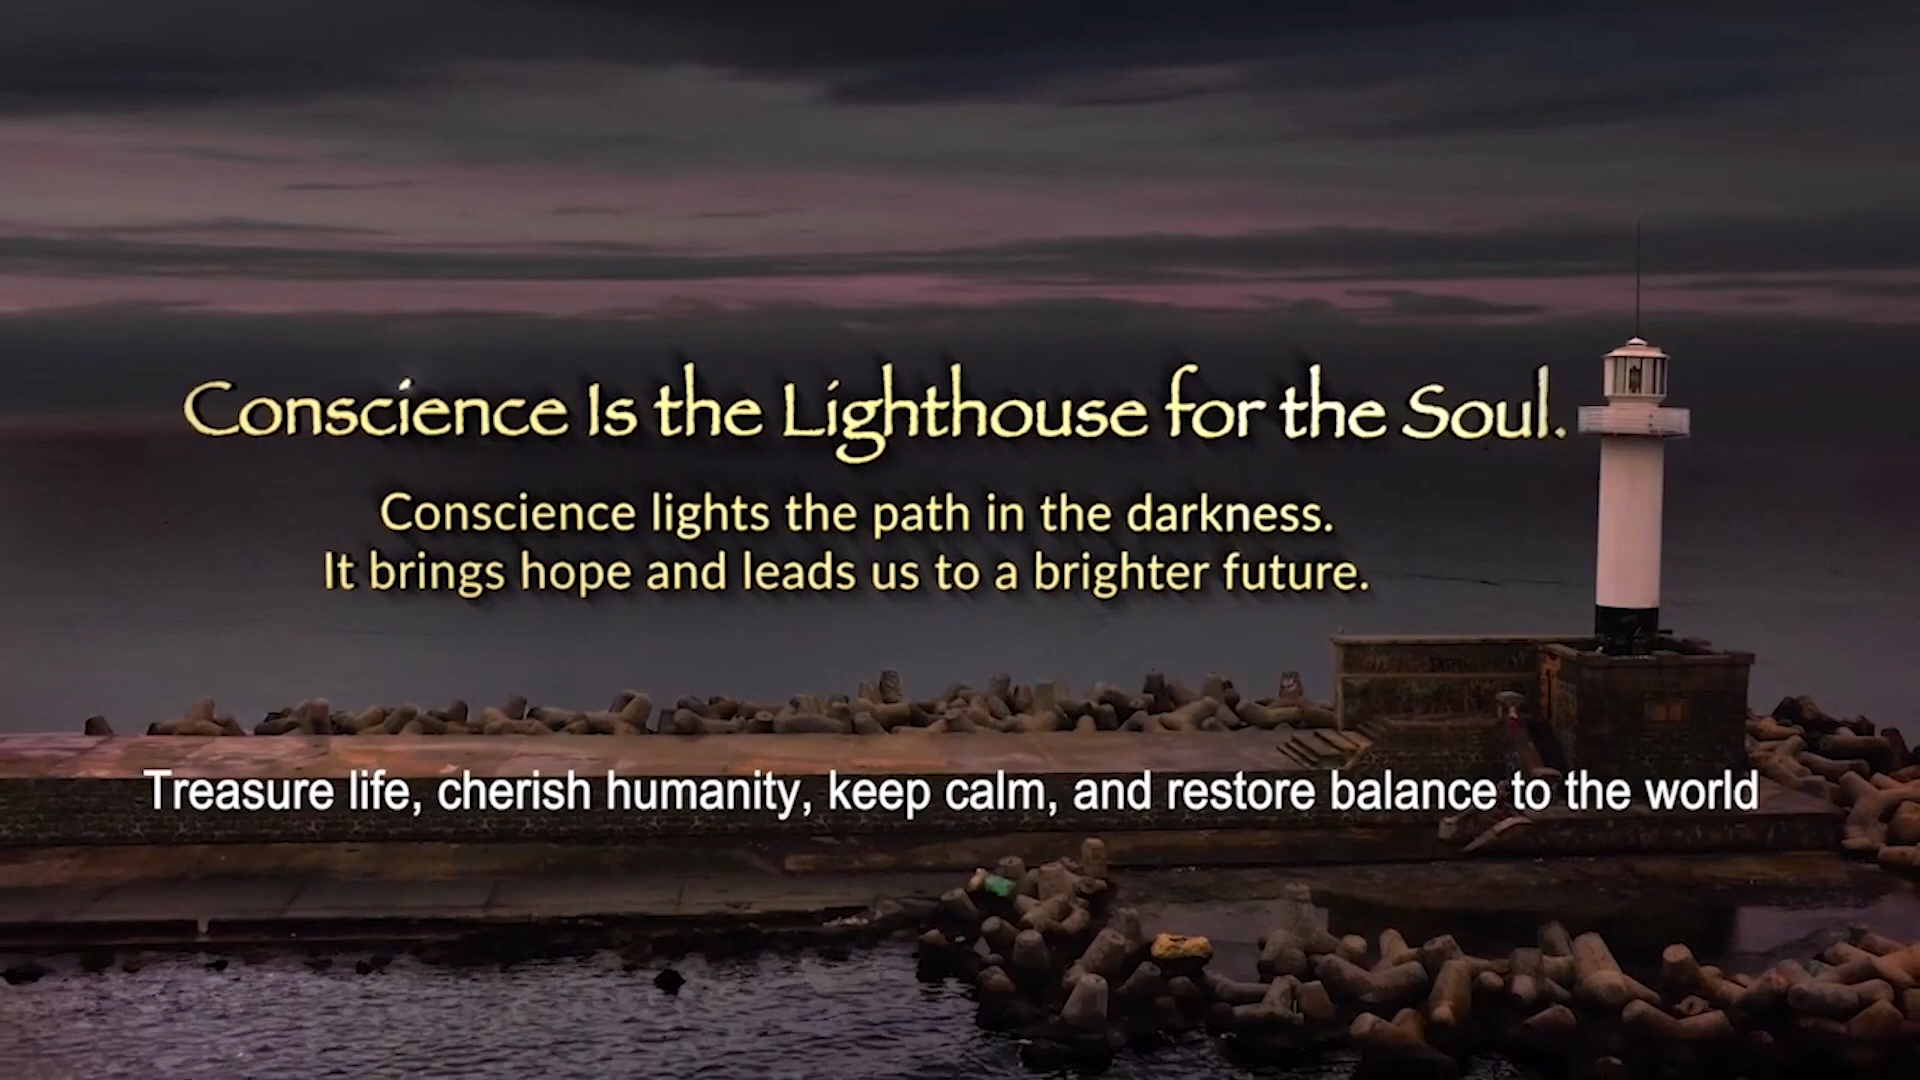 Conscience Is the Lighthouse for the Soul.
Conscience lights the path in the darkness.
It brings hope and leads us to a brighter future.
Treasure life, cherish humanity, keep calm, and restore balance to the world